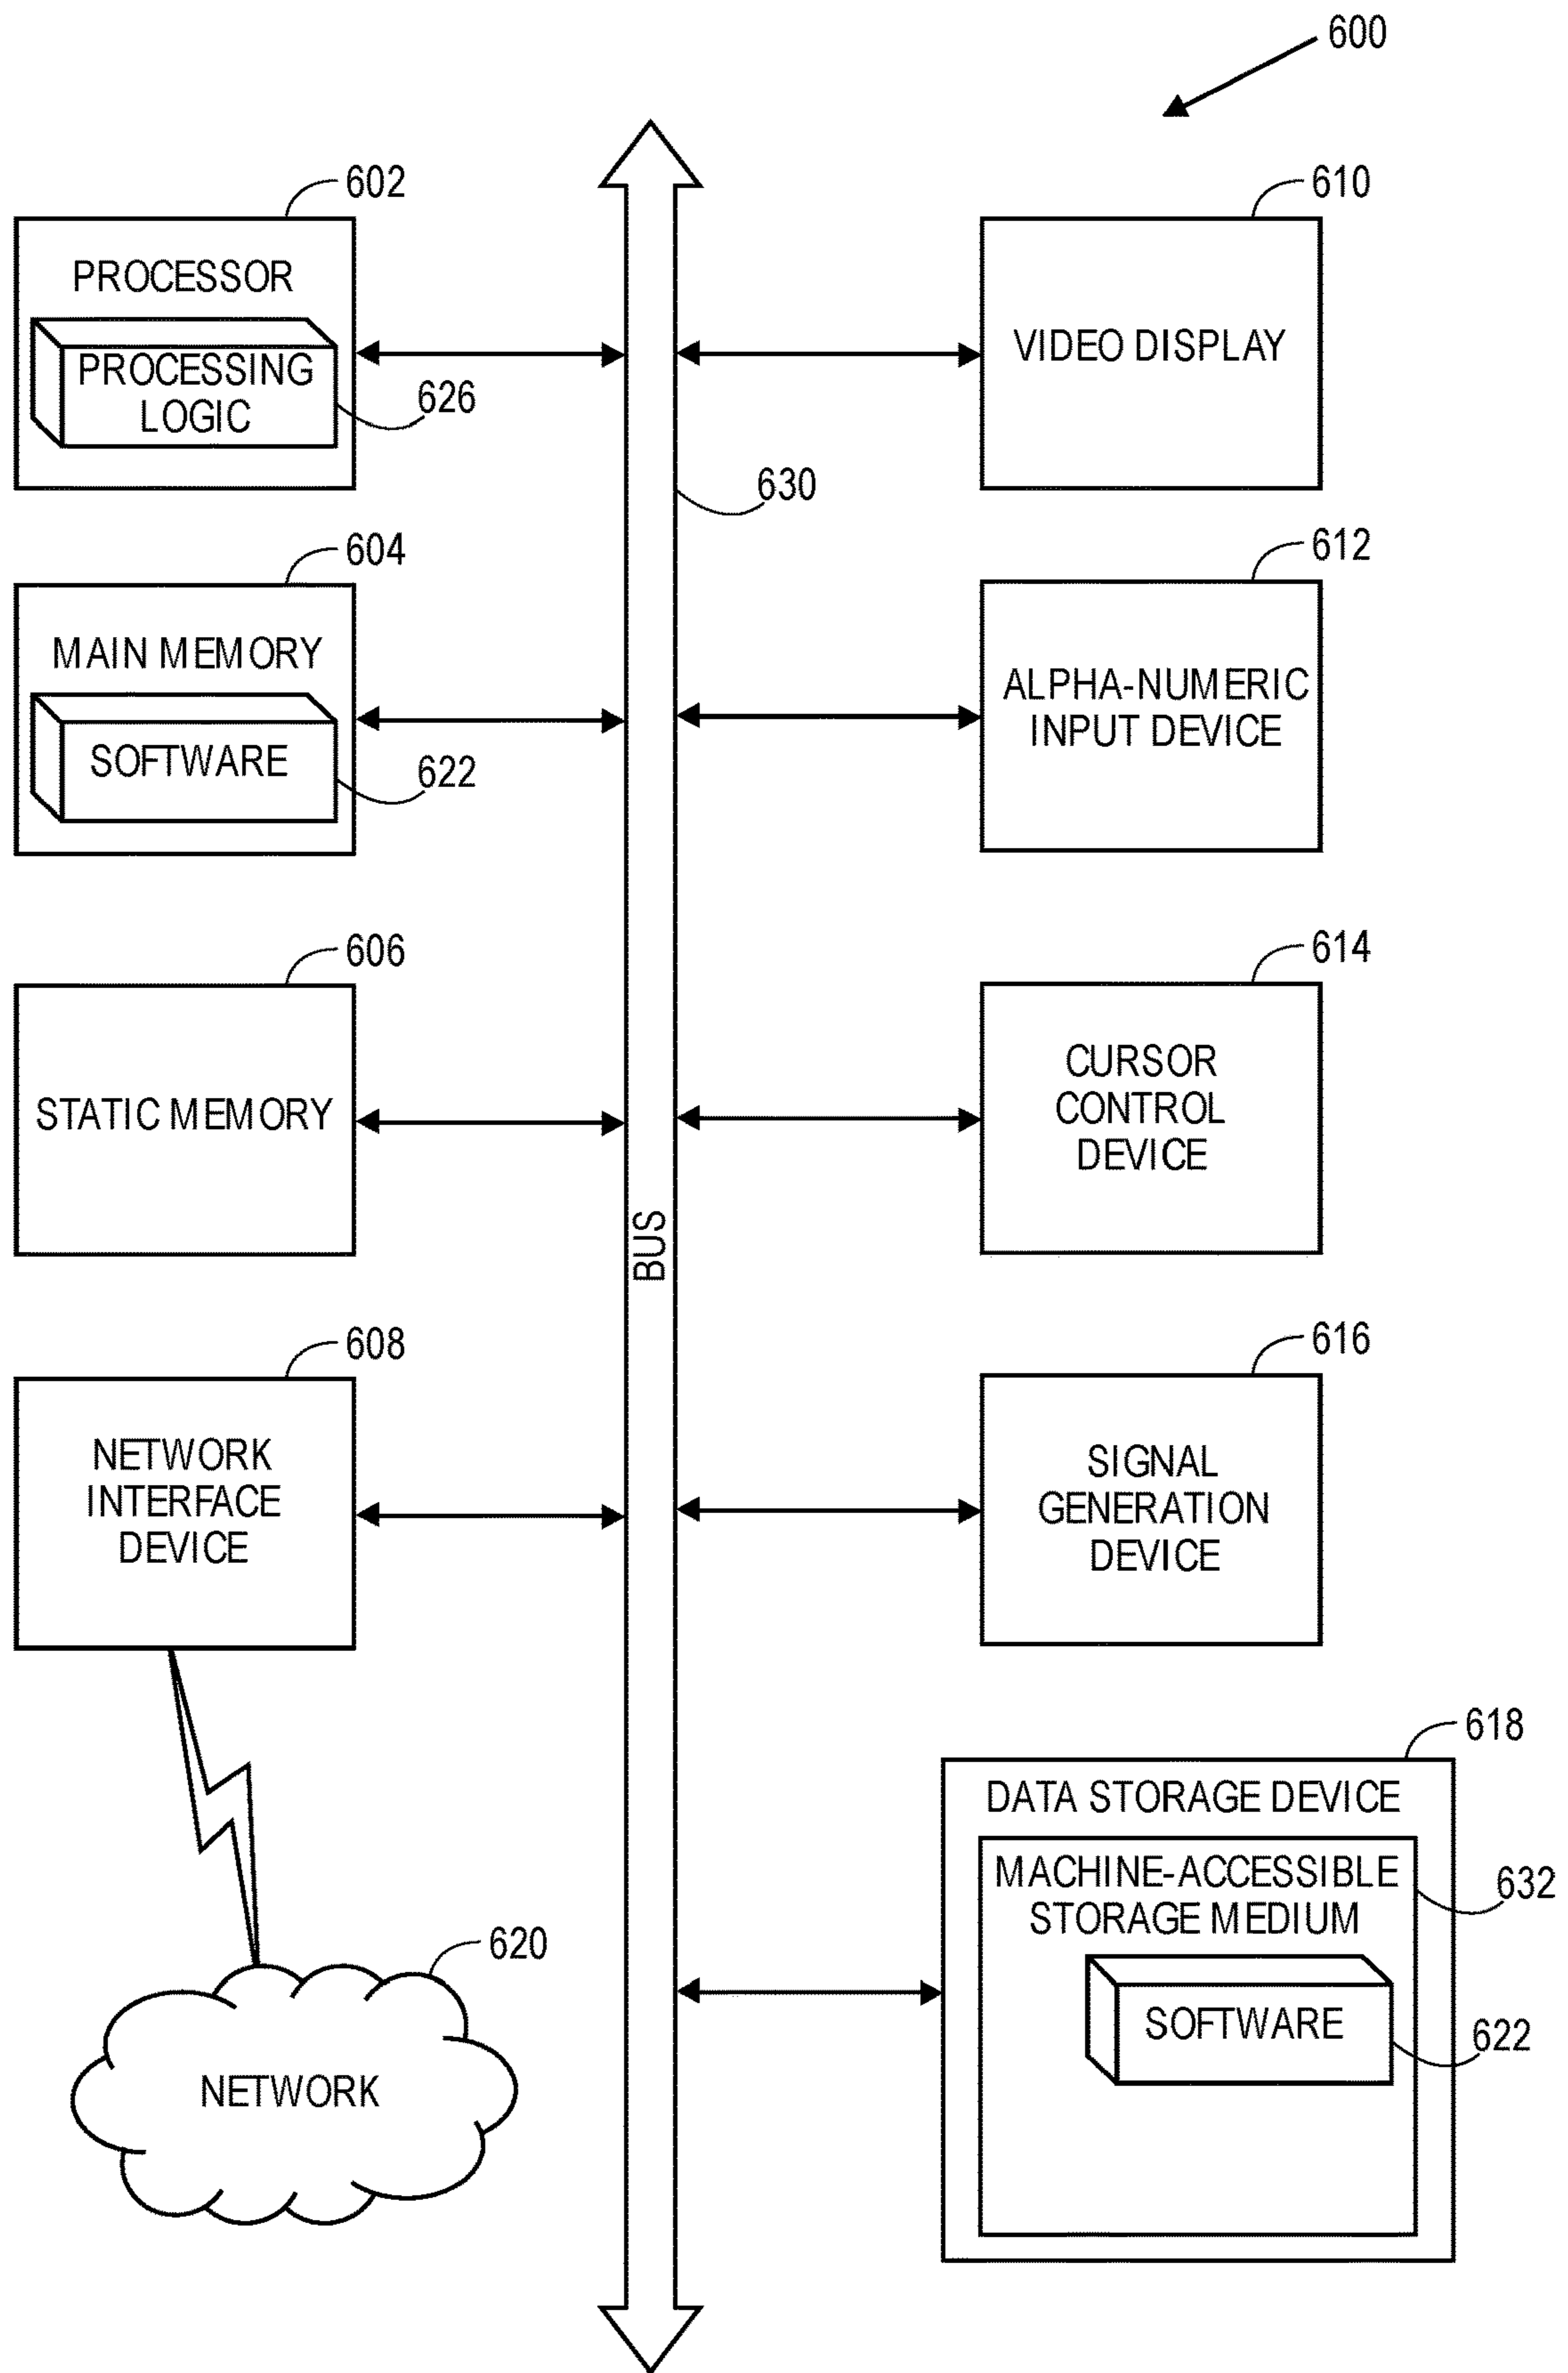 600
602
PROCESSOR
PROCESSING
LOGIC
626
604
MAIN MEMORY
SOFTWARE
622
606
STATIC MEMORY
608
NETWORK
INTERFACE
DEVICE
620
NETWORK
BUS
630
610
VIDEO DISPLAY
612
ALPHA-NUMERIC
INPUT DEVICE
614
CURSOR
CONTROL
DEVICE
616
SIGNAL
GENERATION
DEVICE
618
DATA STORAGE DEVICE
MACHINE-ACCESSIBLE
STORAGE MEDIUM
632
SOFTWARE
622